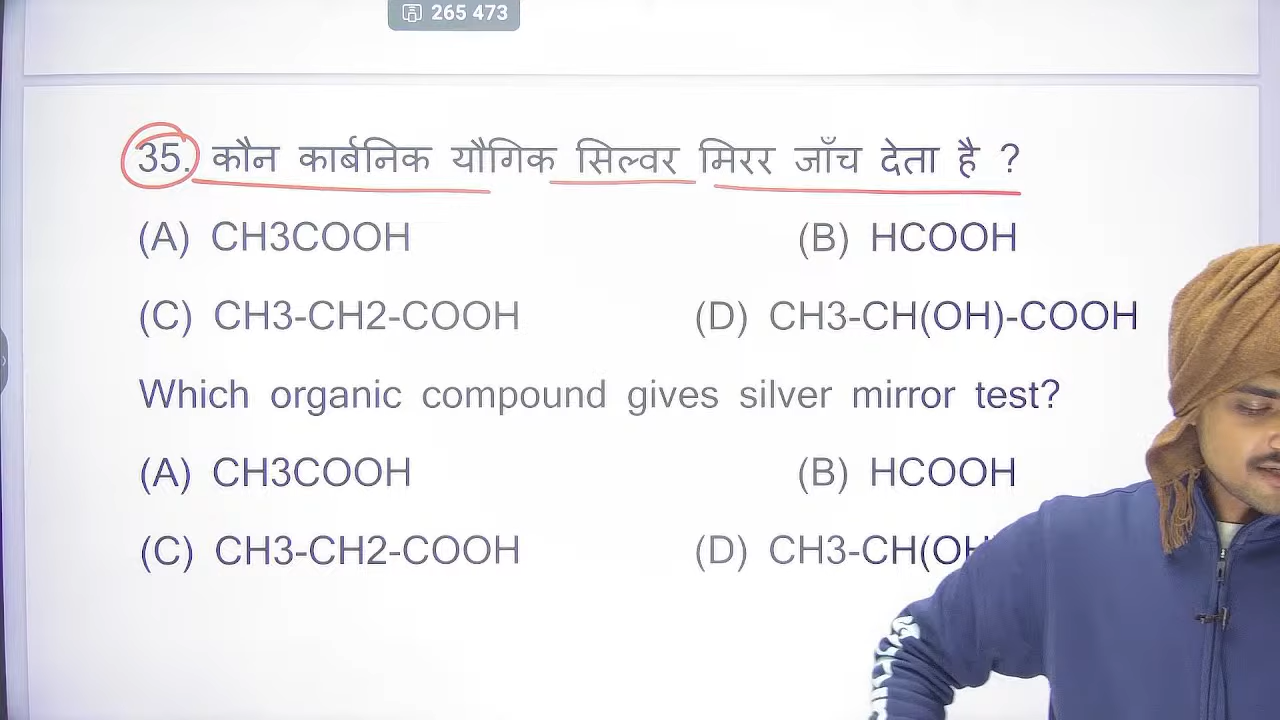 265 473
35. कौन कार्बनिक यौगिक सिल्वर मिरर जाँच देता है ?
(A) CH3COOH (B) HCOOH
(C) CH3-CH2-COOH (D) CH3-CH(OH)-COOH
Which organic compound gives silver mirror test?
(A) CH3COOH (B) HCOOH
(C) CH3-CH2-COOH (D) CH3-CH(OH